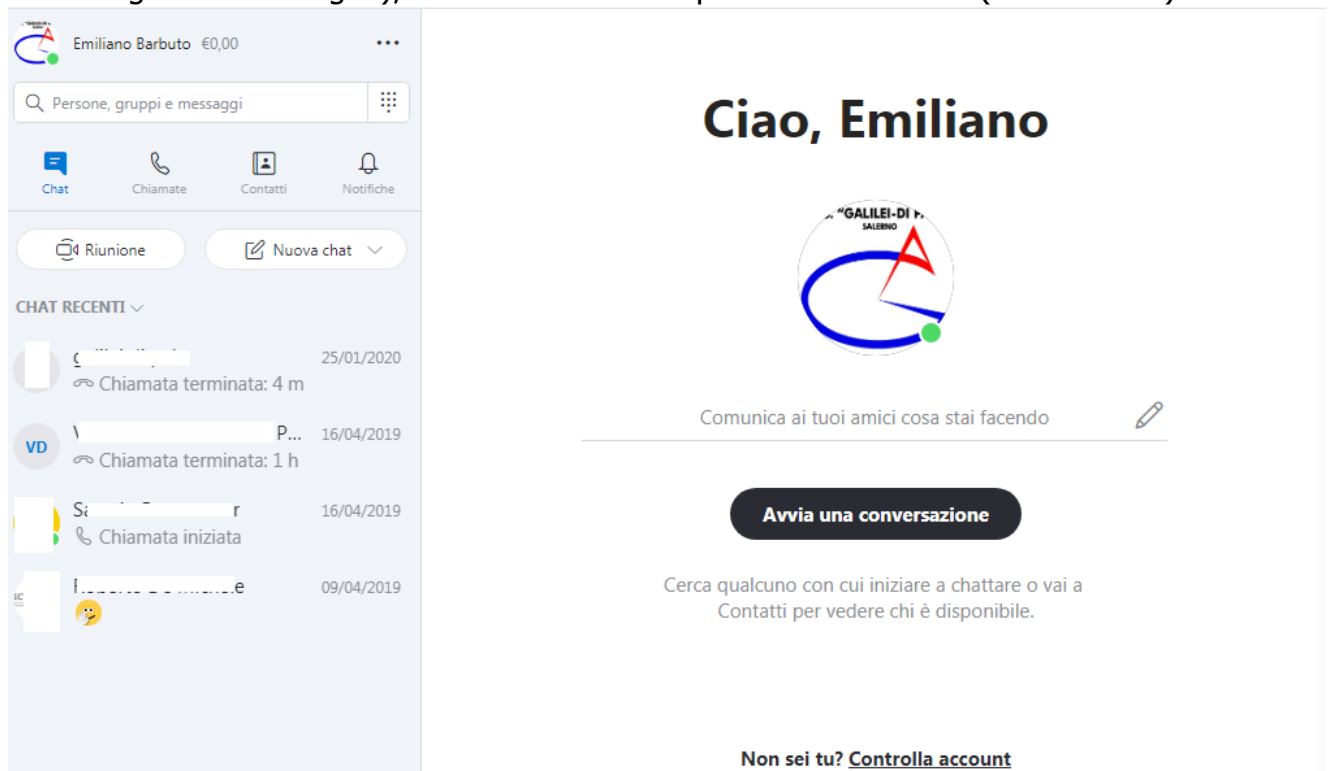 Emiliano Barbuto €0,00
Persone, gruppi e messaggi
Chat Chiamate Contatti Notifiche
Riunione Nuova chat
CHAT RECENTI
25/01/2020
Chiamata terminata: 4 m
VD
P... 16/04/2019
Chiamata terminata: 1 h
16/04/2019
Chiamata iniziata
09/04/2019
Ciao, Emiliano
"GALILEI-DI
SALERNO
Comunica ai tuoi amici cosa stai facendo
Avvia una conversazione
Cerca qualcuno con cui iniziare a chattare o vai a
Contatti per vedere chi è disponibile.
Non sei tu? Controlla account